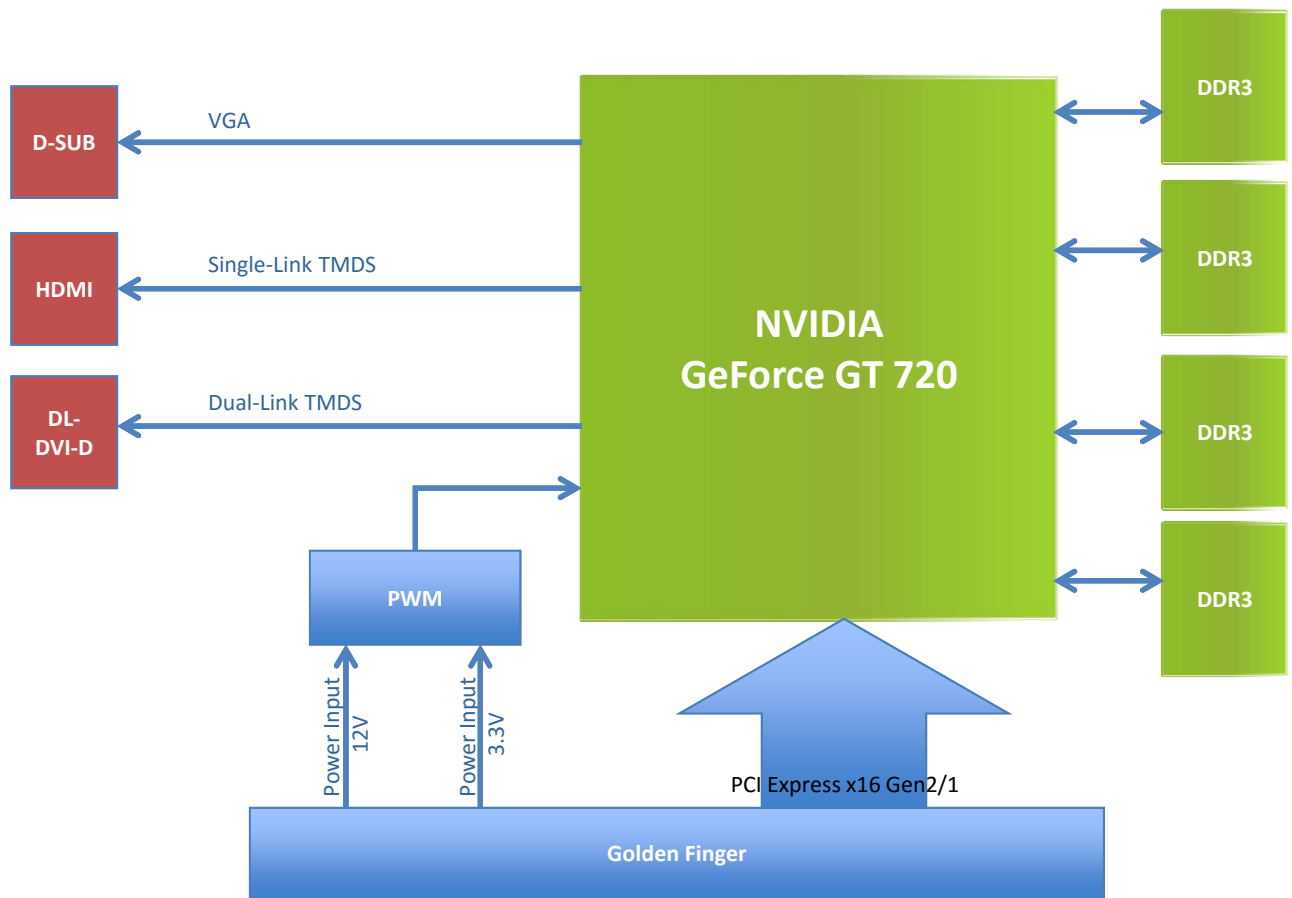 DDR3
VGA
D-SUB
DDR3
Single-Link TMDS
HDMI
NVIDIA
GeForce GT 720
Dual-Link TMDS
DL-
DVI-D
DDR3
PWM
DDR3
Power Input
12V
Power Input
3.3V
PCI Express x16 Gen2/1
Golden Finger